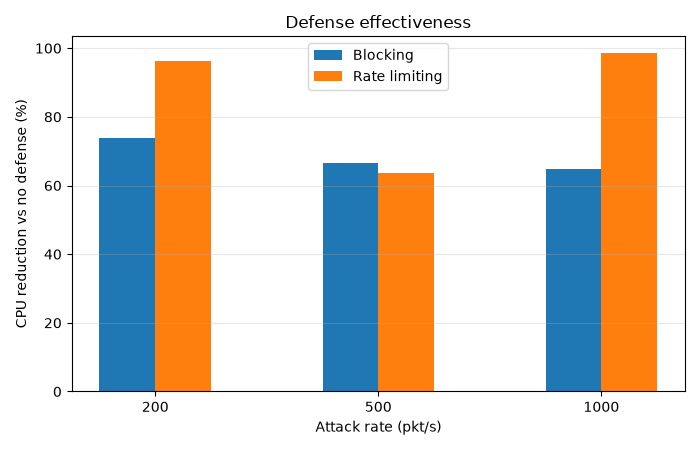 Defense effectiveness
Blocking
Rate limiting
CPU reduction vs no defense (%)
100
80
60
40
20
0
200
500
1000
Attack rate (pkt/s)